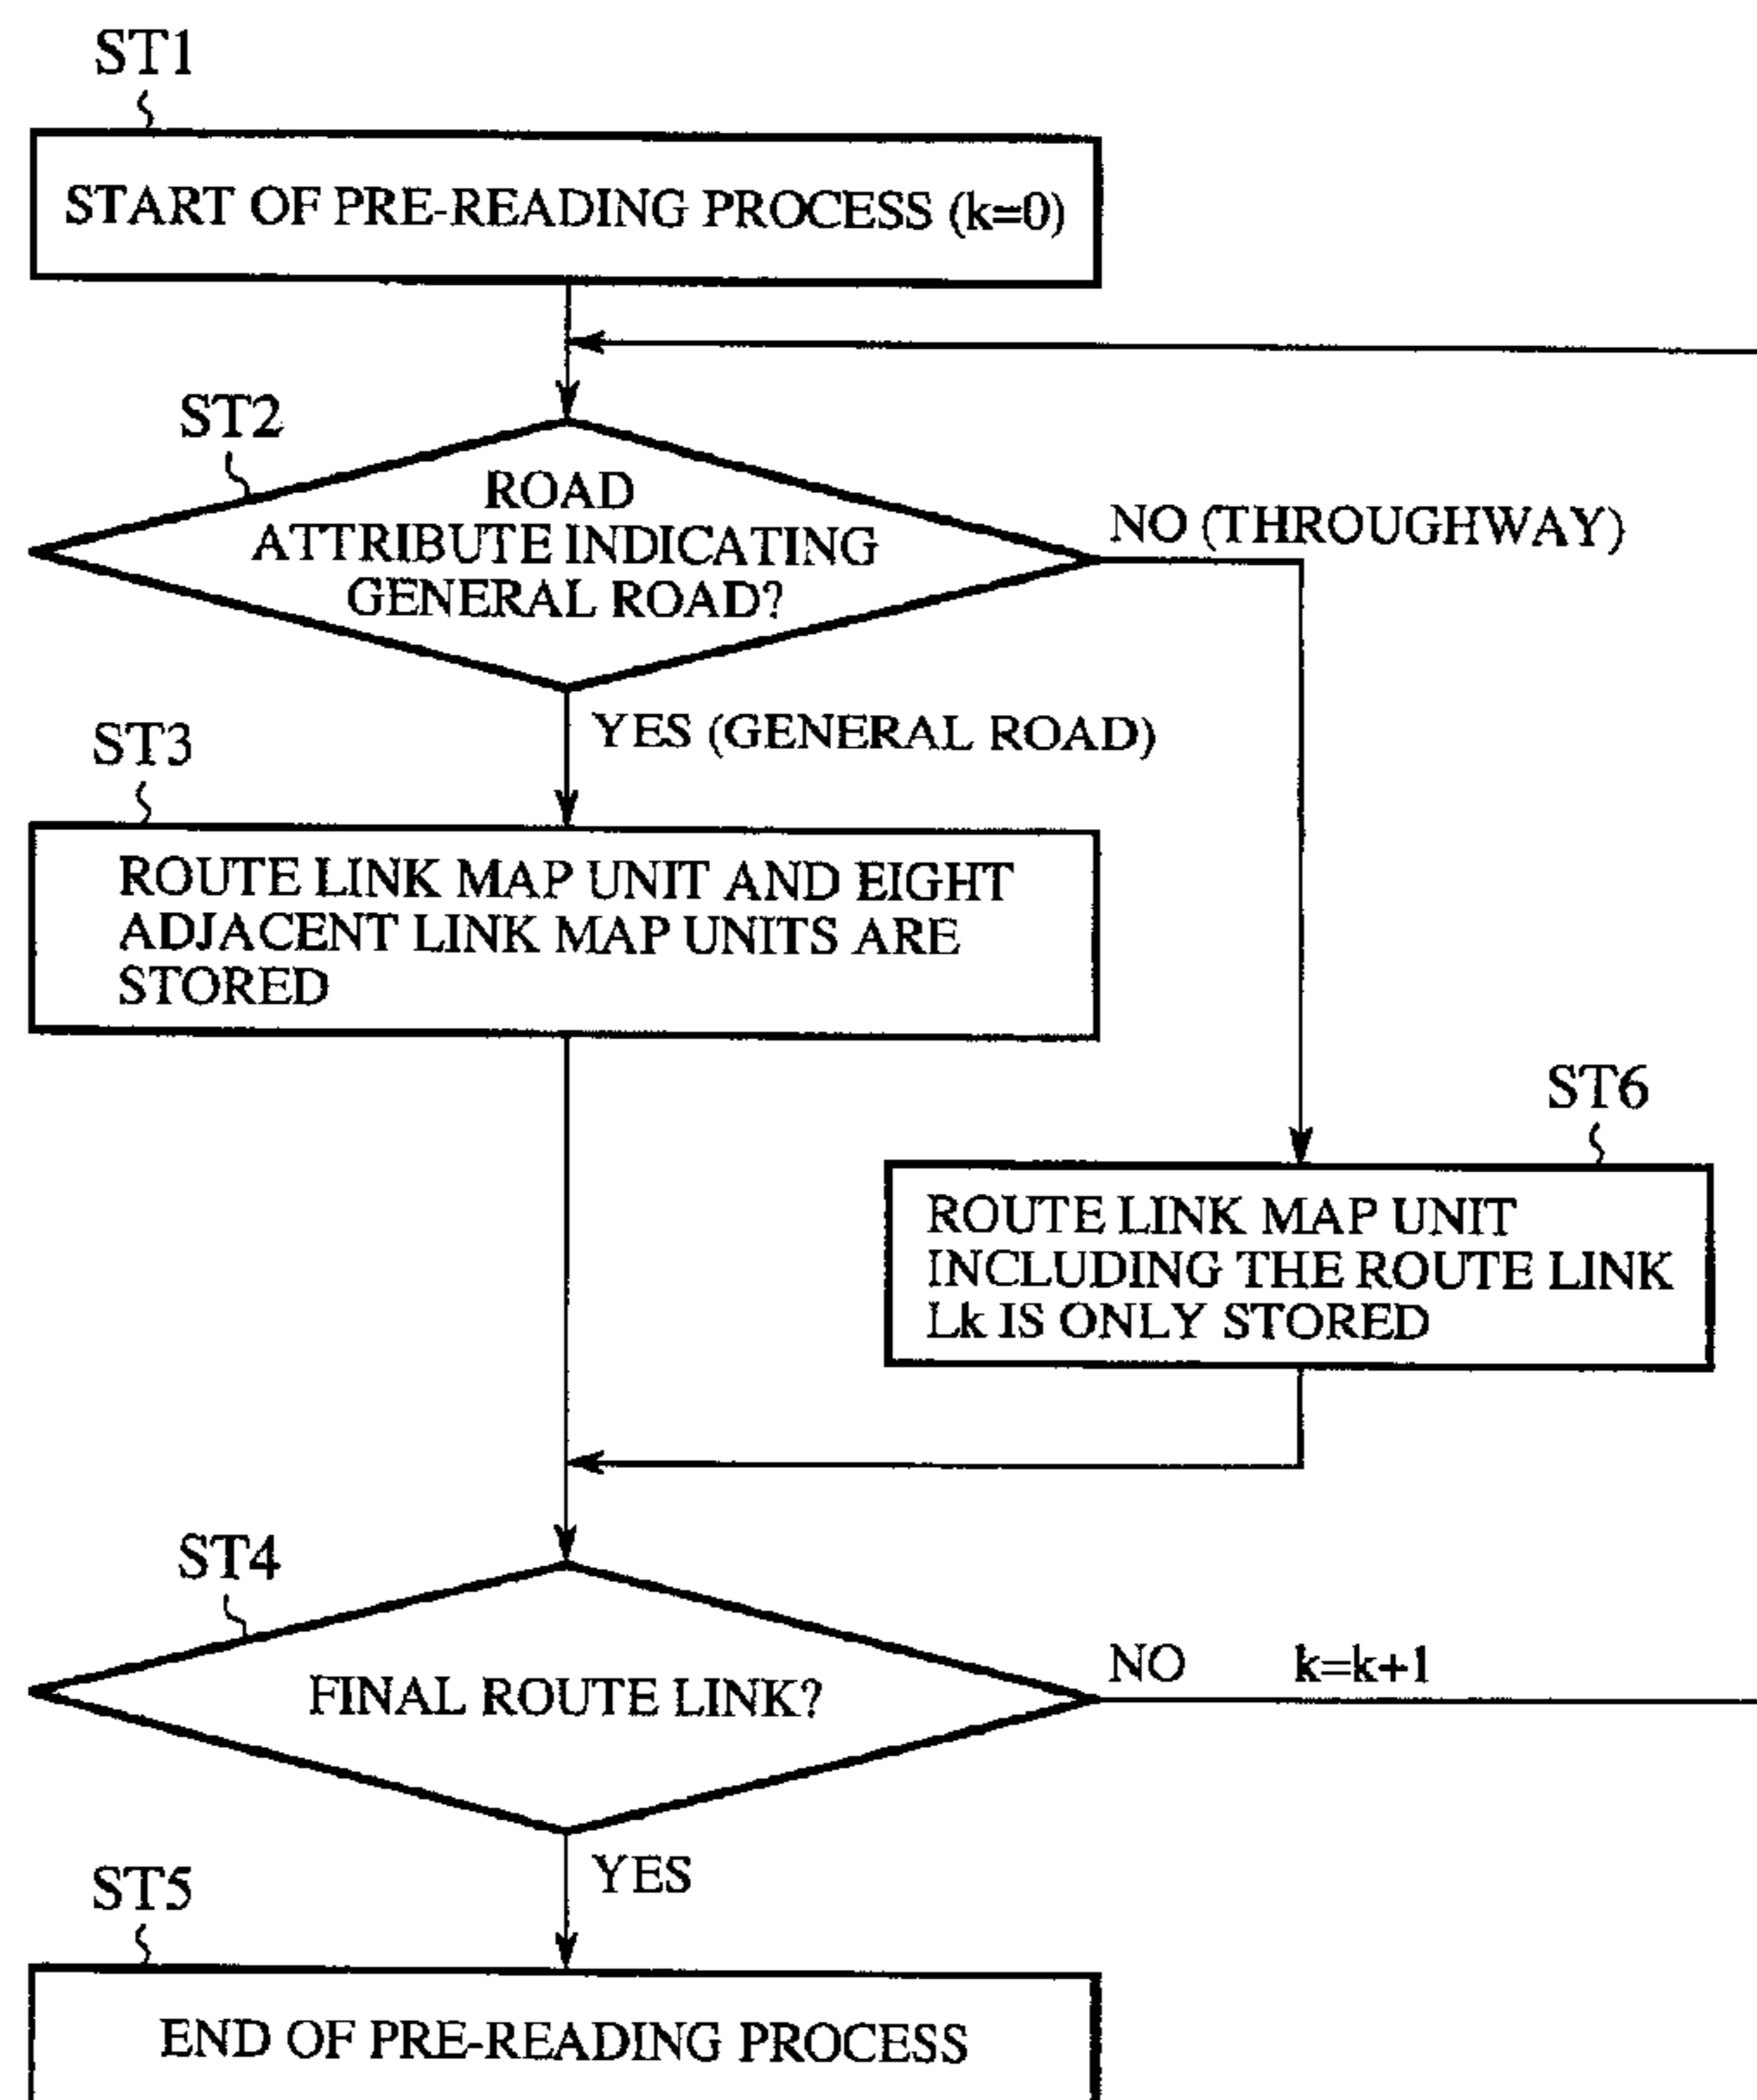 ST1
START OF PRE-READING PROCESS (k=0)
ST2
ROAD
ATTRIBUTE INDICATING
GENERAL ROAD?
NO (THROUGHWAY)
YES (GENERAL ROAD)
ST3
ROUTE LINK MAP UNIT AND EIGHT
ADJACENT LINK MAP UNITS ARE
STORED
ST6
ROUTE LINK MAP UNIT
INCLUDING THE ROUTE LINK
Lk IS ONLY STORED
ST4
FINAL ROUTE LINK?
NO k=k+1
YES
ST5
END OF PRE-READING PROCESS